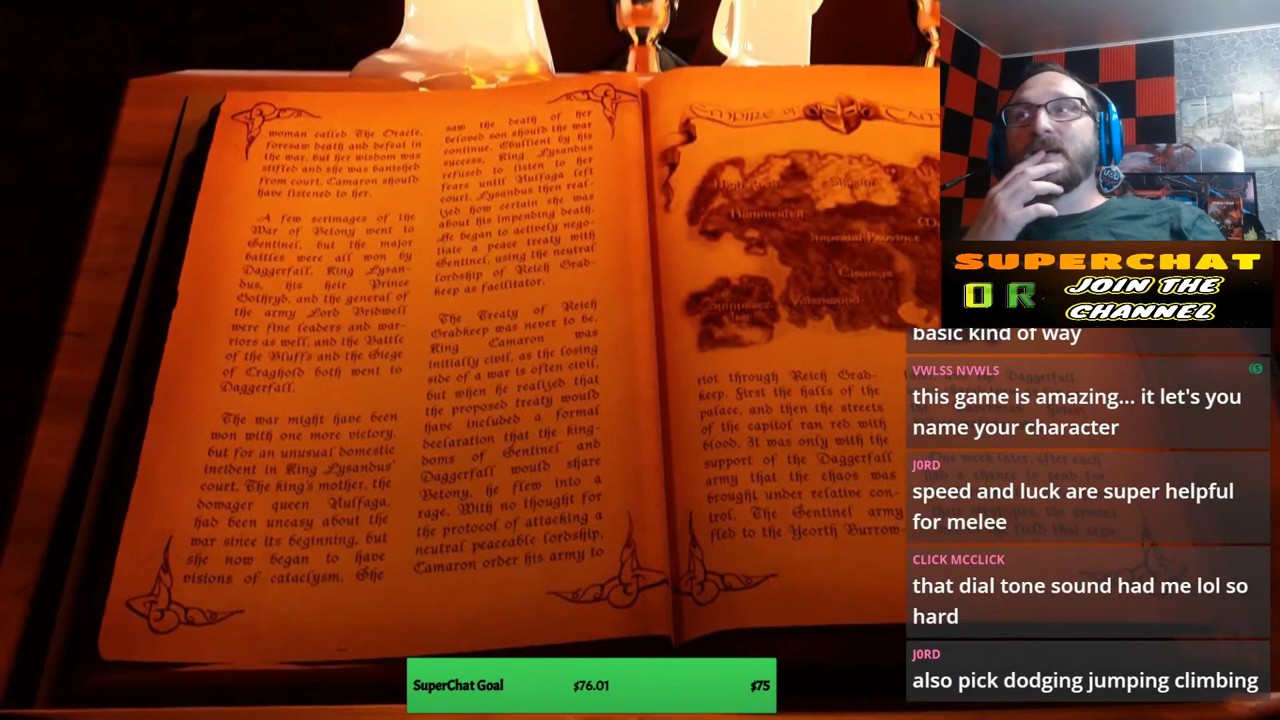 woman called The Oracle,
foresaw death and defeat in
the war, but her wisdom was
stifled and she was banished
from court. Camaron should
have listened to her.
A few scrimages of the
War of Betony went to
Sentinel, but the major
battles were all won by
Daggerfall. King Lysan-
dus, his heir Prince
Gothryd, and the general of
the army Lord Bridwell
were fine leaders and war-
riors as well, and the Battle
of the Bluffs and the Siege
of Craghold both went to
Daggerfall.
The war might have been
won with one more victory,
but for an unusual domestic
incident in King Lysandus'
court. The king's mother, the
dowager queen Nulfaga,
had been uneasy about the
war since its beginning, but
she now began to have
visions of cataclysm. She
saw the death of her
beloved son should the war
continue. Ebullient by his
success, King Lysandus
refused to listen to her
fears until Nulfaga left
court. Lysandus then real-
ized how certain she was
about his impending death.
He began to actively nego-
tiate a peace treaty with
Sentinel, using the neutral
lordship of Reich Grad-
keep as facilitator.
The Treaty of Reich
Gradkeep was never to be.
King Camaron was
initially civil, as the losing
side of a war is often civil,
but when he realized that
the proposed treaty would
have included a formal
declaration that the king-
doms of Sentinel and
Daggerfall would share
Betony, he flew into a
rage. With no thought for
the protocol of attacking a
neutral peaceable lordship,
Camaron order his army to
EMPIRE OF
High Rock
Skyrim
Hammerfell
Imperial Province
Elsweyr
Summerset
Isle
Valenwood
riot through Reich Grad-
keep. First the halls of the
palace, and then the streets
of the capitol ran red with
blood. It was only with the
support of the Daggerfall
army that the chaos was
brought under relative con-
trol. The Sentinel army
fled to the Yeorth Burrow-
SUPERCHAT
OR JOIN THE
CHANNEL
basic kind of way
VWLSS NVWLS
this game is amazing... it let's you
name your character
J0RD
speed and luck are super helpful
for melee
CLICK MCCLICK
that dial tone sound had me lol so
hard
J0RD
also pick dodging jumping climbing
SuperChat Goal $76.01 $75